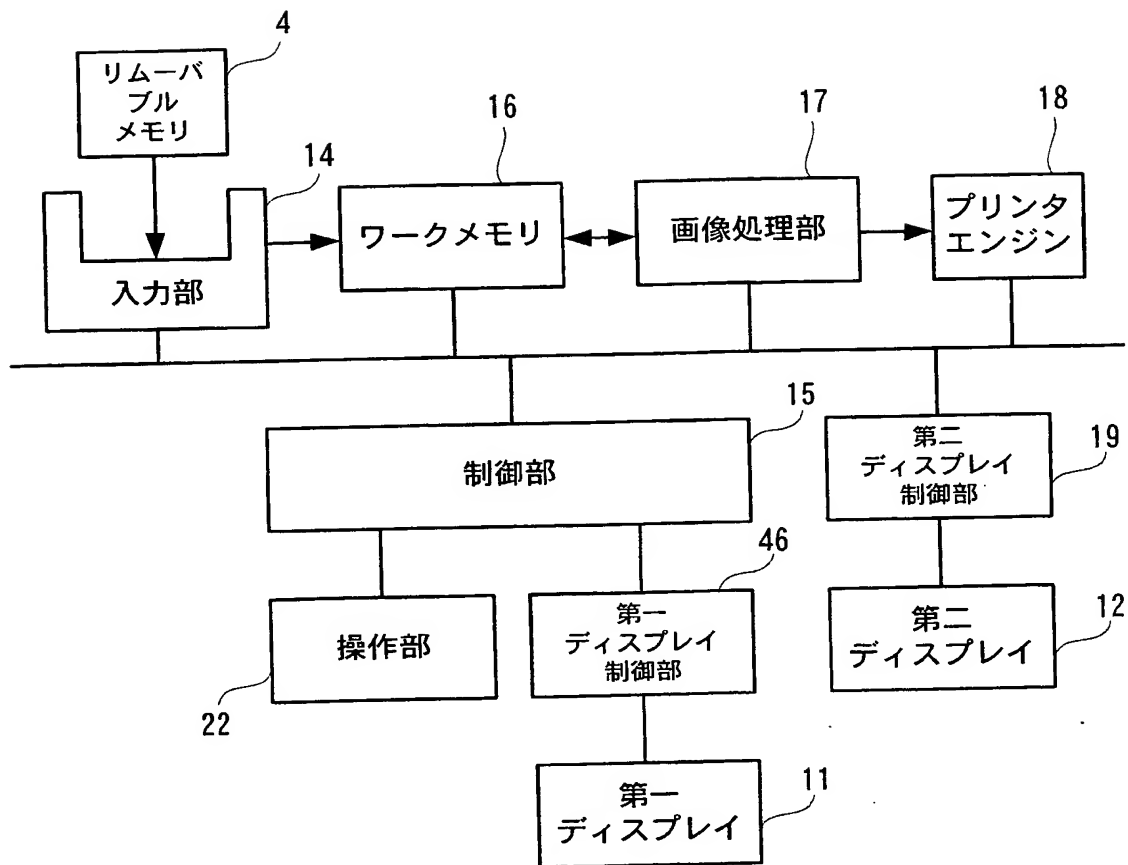 4
リムーバ
ブル
メモリ
14
入力部
16
ワークメモリ
17
画像処理部
18
プリンタ
エンジン
15
制御部
第二
ディスプレイ
制御部
19
46
操作部
22
第一
ディスプレイ
制御部
第二
ディスプレイ
12
第一
ディスプレイ
11